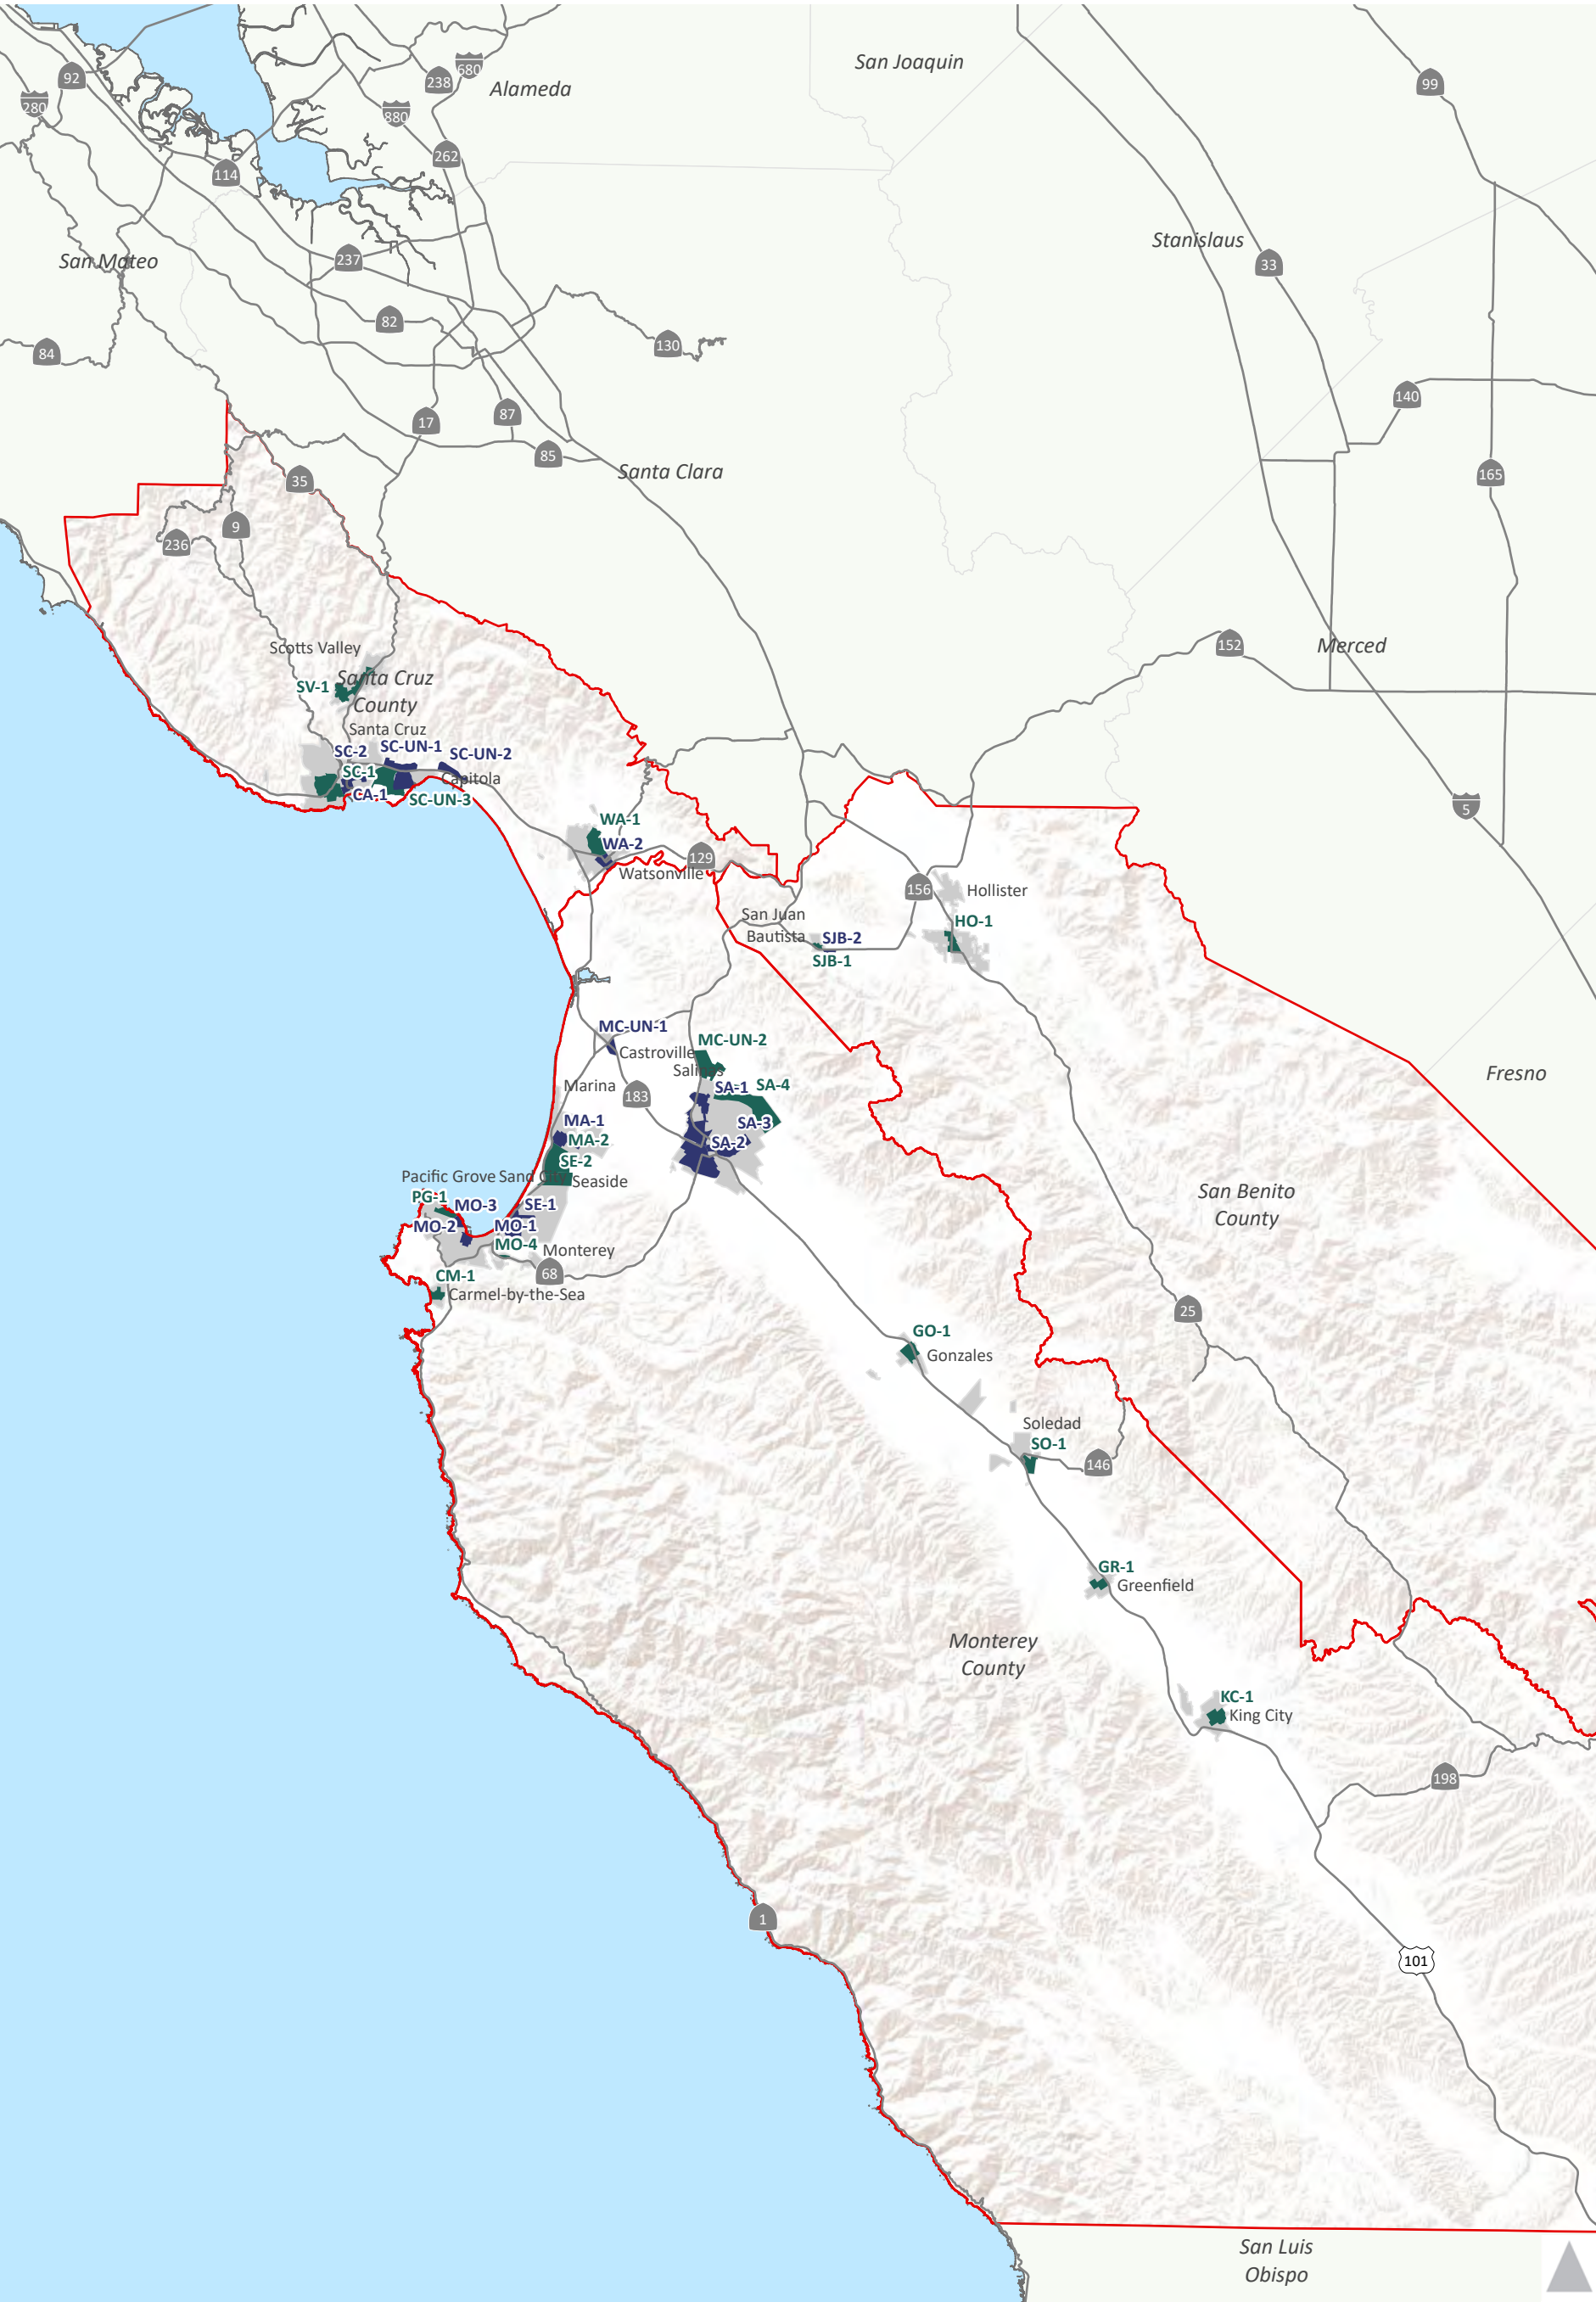 San Joaquin
680
92
238
99
Alameda
280
880
262
114
Stanislaus
San Mateo
237
33
82
130
84
140
17
87
85
Santa Clara
165
35
9
236
152
Merced
Scotts Valley
Santa Cruz
County
SV-1
Santa Cruz
SC-2
SC-UN-1
SC-UN-2
SC-1
Capitola
CA-1
SC-UN-3
5
WA-1
WA-2
129
Watsonville
156
Hollister
San Juan
Bautista
HO-1
SJB-2
SJB-1
MC-UN-1
MC-UN-2
Castroville
Salinas
Fresno
Marina
183
SA-1
SA-4
MA-1
SA-3
MA-2
SA-2
SE-2
Pacific Grove
Sand City
Seaside
San Benito
County
PG-1
MO-3
SE-1
MO-2
MO-1
MO-4
Monterey
68
CM-1
Carmel-by-the-Sea
25
GO-1
Gonzales
Soledad
SO-1
146
GR-1
Greenfield
Monterey
County
KC-1
King City
198
1
101
San Luis
Obispo